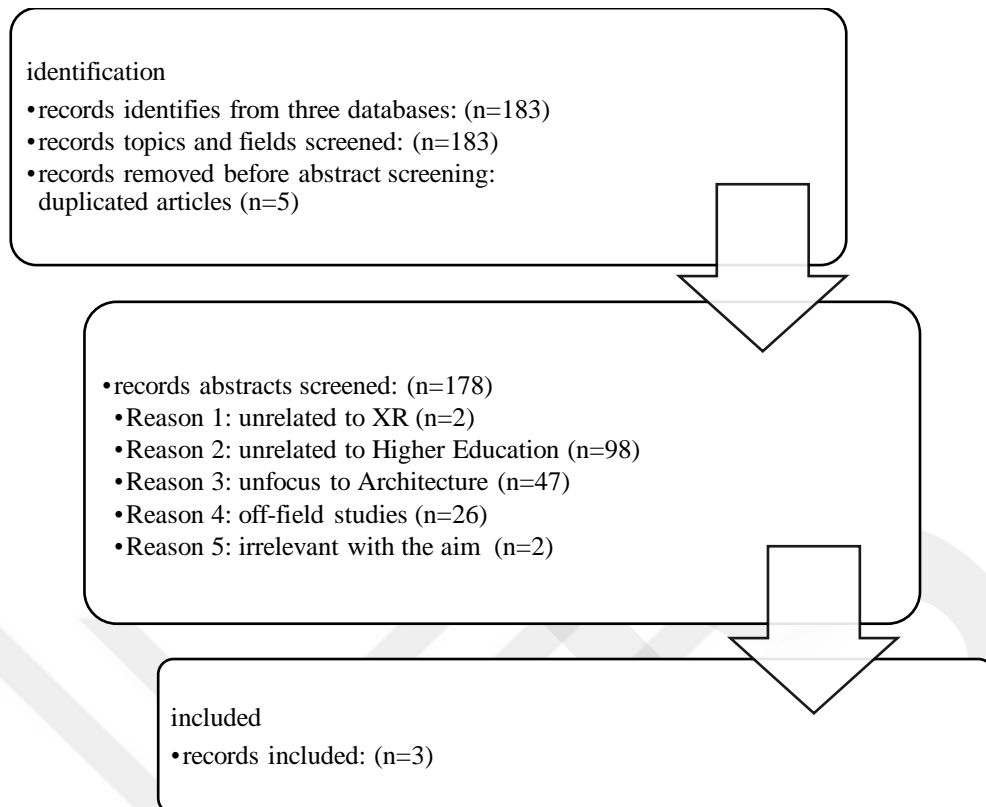 identification
•records identifies from three databases: (n=183)
•records topics and fields screened: (n=183)
•records removed before abstract screening:
duplicated articles (n=5)
•records abstracts screened: (n=178)
•Reason 1: unrelated to XR (n=2)
•Reason 2: unrelated to Higher Education (n=98)
•Reason 3: unfocus to Architecture (n=47)
•Reason 4: off-field studies (n=26)
•Reason 5: irrelevant with the aim (n=2)
included
•records included: (n=3)